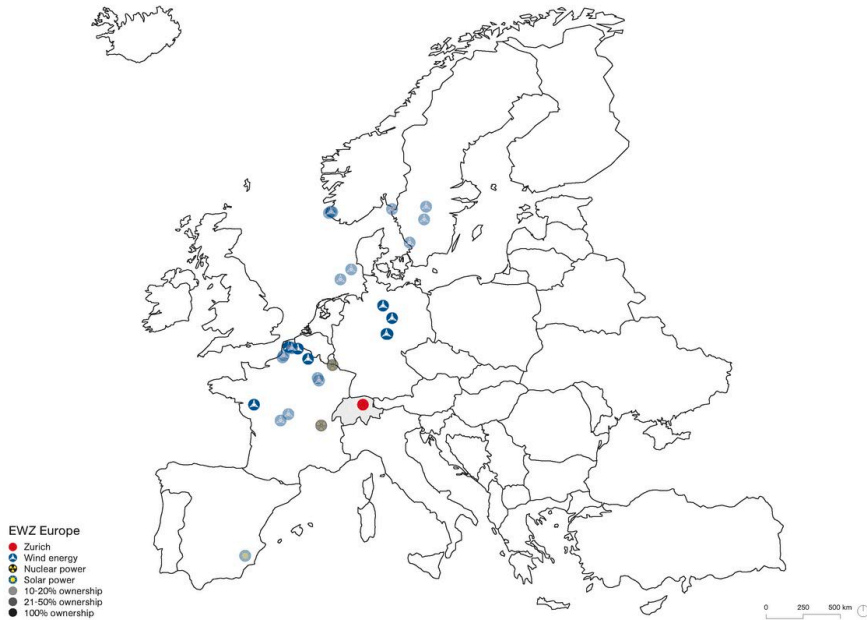 EWZ Europe
Zurich
Wind energy
Nuclear power
Solar power
10-20% ownership
21-50% ownership
100% ownership
0 250 500 km